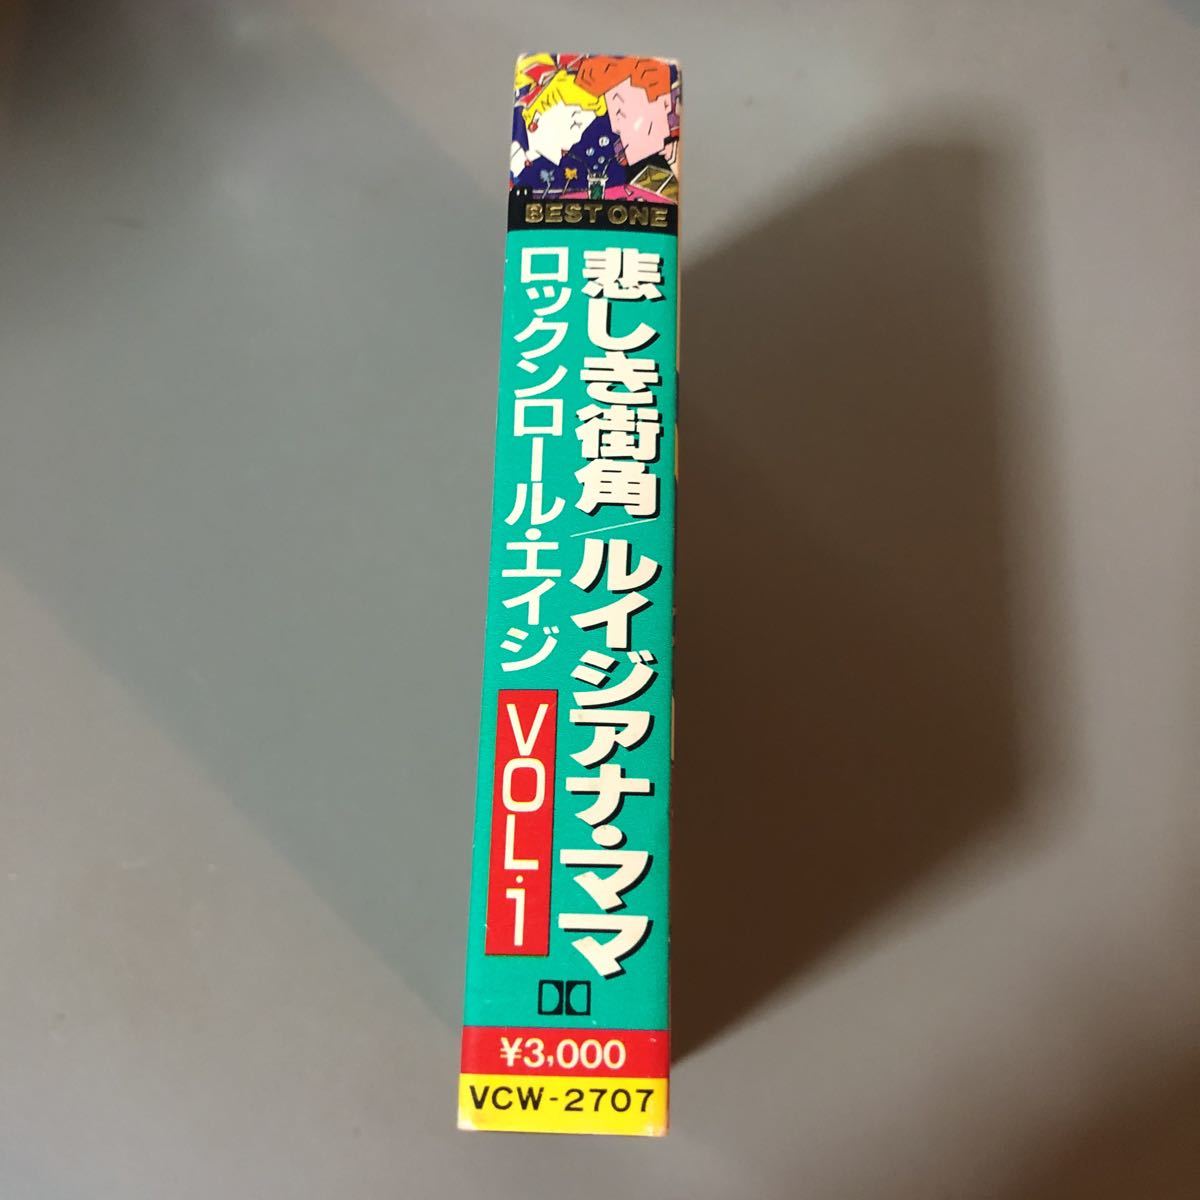 BEST ONE
悲しき街角/ルイジアナ・ママ
ロックンロール・エイジ
VOL・1
¥3,000
VCW-2707